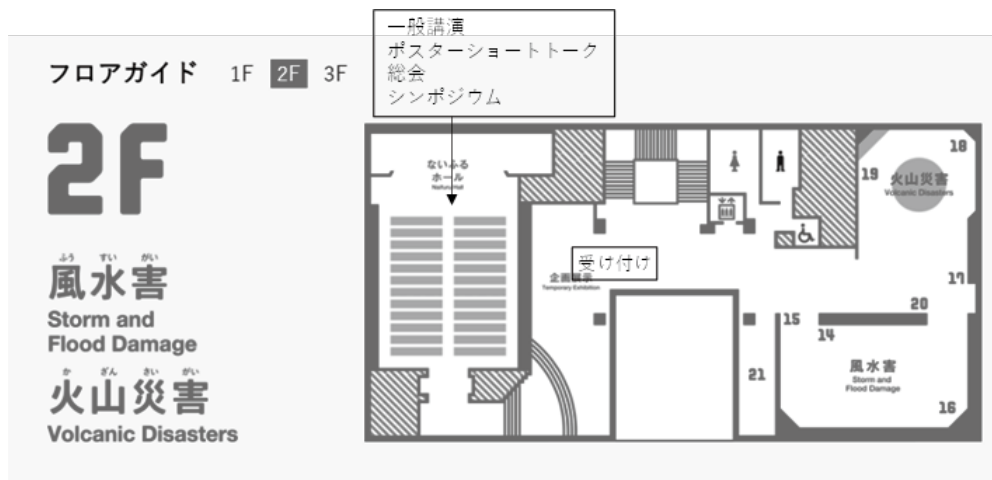 一般講演
ポスターショートトーク
総会
シンポジウム
フロアガイド 1F 2F 3F
2F
ふう すい がい
風水害
Storm and
Flood Damage
か ざん さい がい
火山災害
Volcanic Disasters
ないふる
ホール
Naifuru Hall
受け付け
企画展示
Temporary Exhibition
火山災害
Volcanic Disasters
18
19
17
20
15
14
21
風水害
Storm and
Flood Damage
16